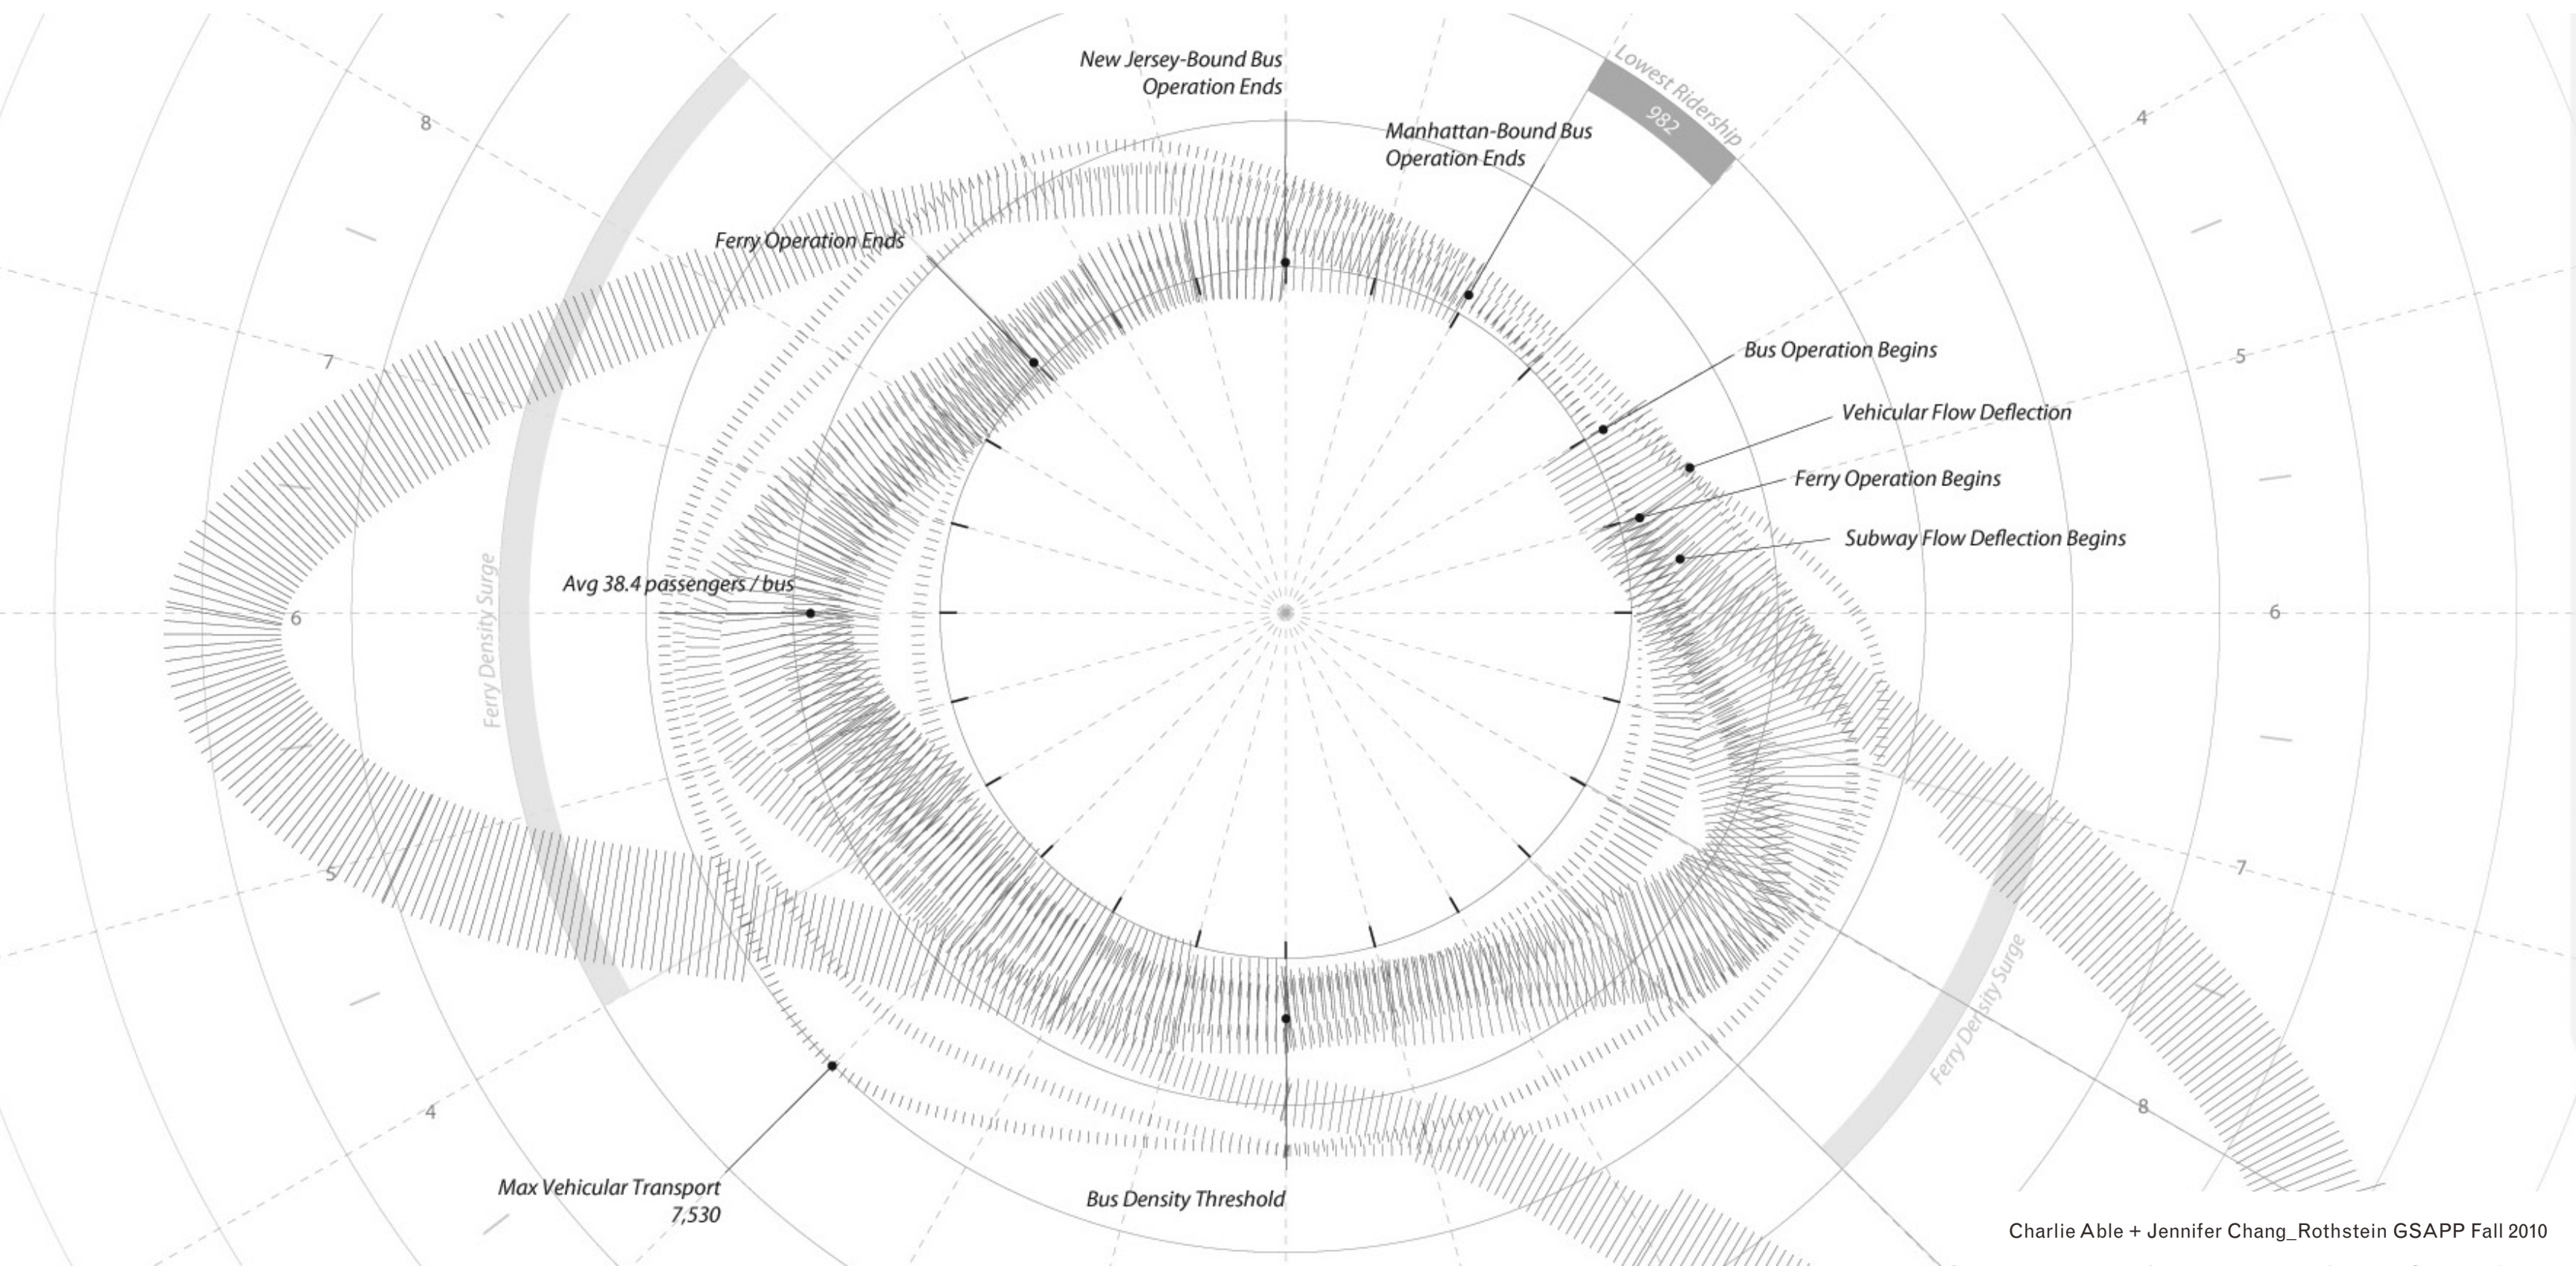 New Jersey-Bound Bus
Operation Ends
Lowest Ridership
982
Manhattan-Bound Bus
Operation Ends
8
4
Ferry Operation Ends
Bus Operation Begins
7
5
Vehicular Flow Deflection
Ferry Operation Begins
Subway Flow Deflection Begins
Avg 38.4 passengers / bus
Ferry Density Surge
6
6
5
7
Ferry Density Surge
4
8
Max Vehicular Transport
7,530
Bus Density Threshold
Charlie Able + Jennifer Chang_Rothstein GSAPP Fall 2010